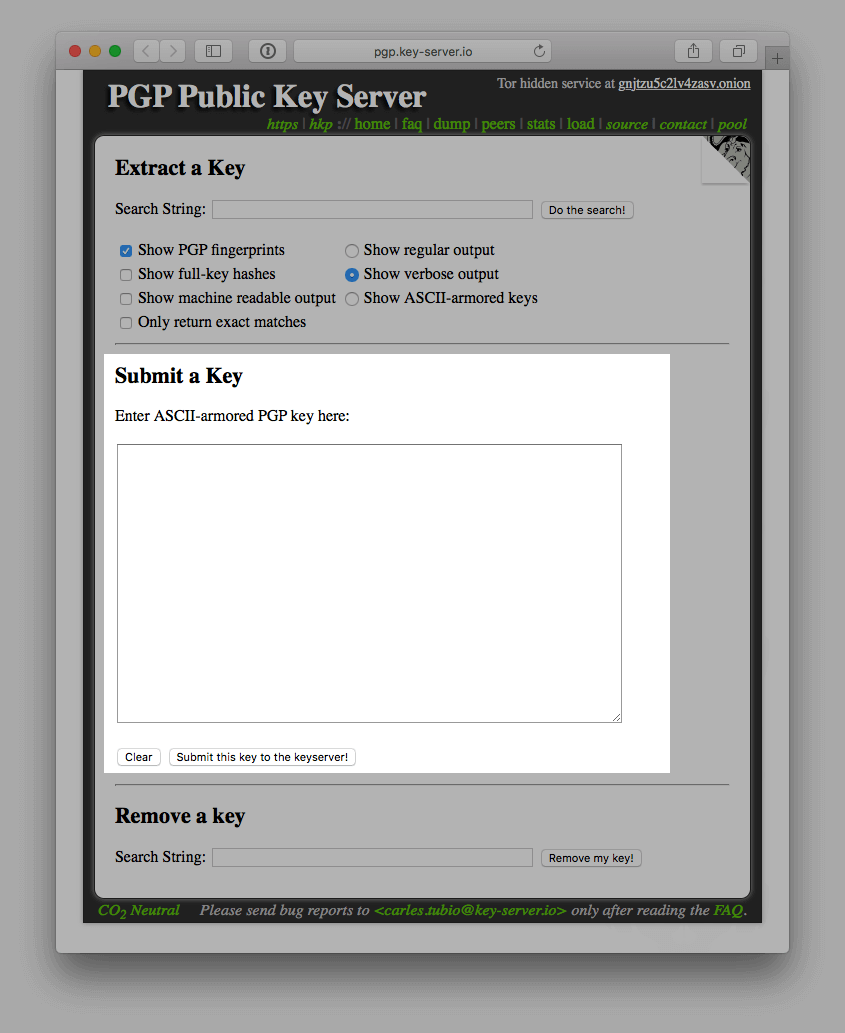 pgp.key-server.io
Tor hidden service at gnjtzu5c2lv4zasv.onion
PGP Public Key Server
https | hkp :// home | faq | dump | peers | stats | load | source | contact | pool
Extract a Key
Search String: Do the search!
Show PGP fingerprints Show regular output
Show full-key hashes Show verbose output
Show machine readable output Show ASCII-armored keys
Only return exact matches
Submit a Key
Enter ASCII-armored PGP key here:
Clear Submit this key to the keyserver!
Remove a key
Search String: Remove my key!
CO2 Neutral Please send bug reports to <carles.tubio@key-server.io> only after reading the FAQ.